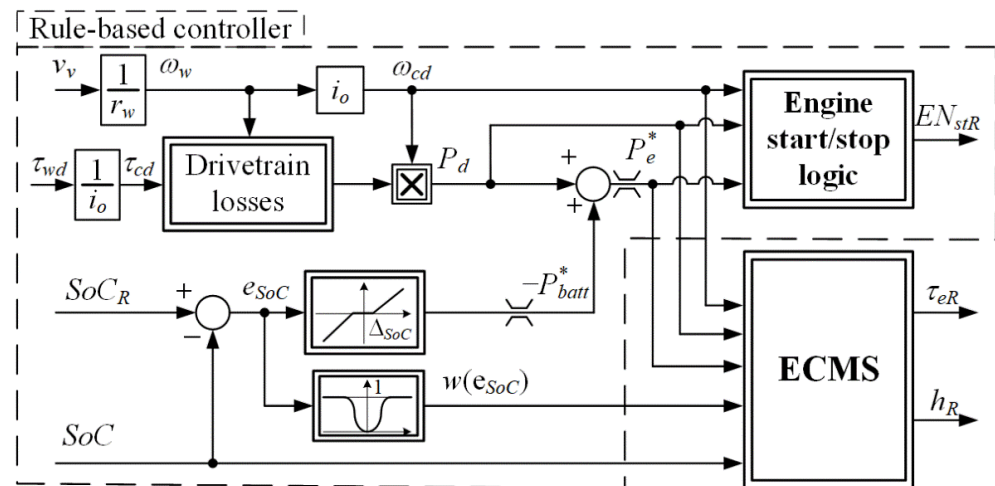 Rule-based controller
v_v
1
r_w
ω_w
i_o
ω_cd
τ_wd
1
i_o
τ_cd
Drivetrain
losses
P_d
+
+
P_e^*
Engine
start/stop
logic
EN_stR
SoC_R
+
−
e_SoC
Δ_SoC
−P_batt^*
1
w(e_SoC)
SoC
ECMS
τ_eR
h_R